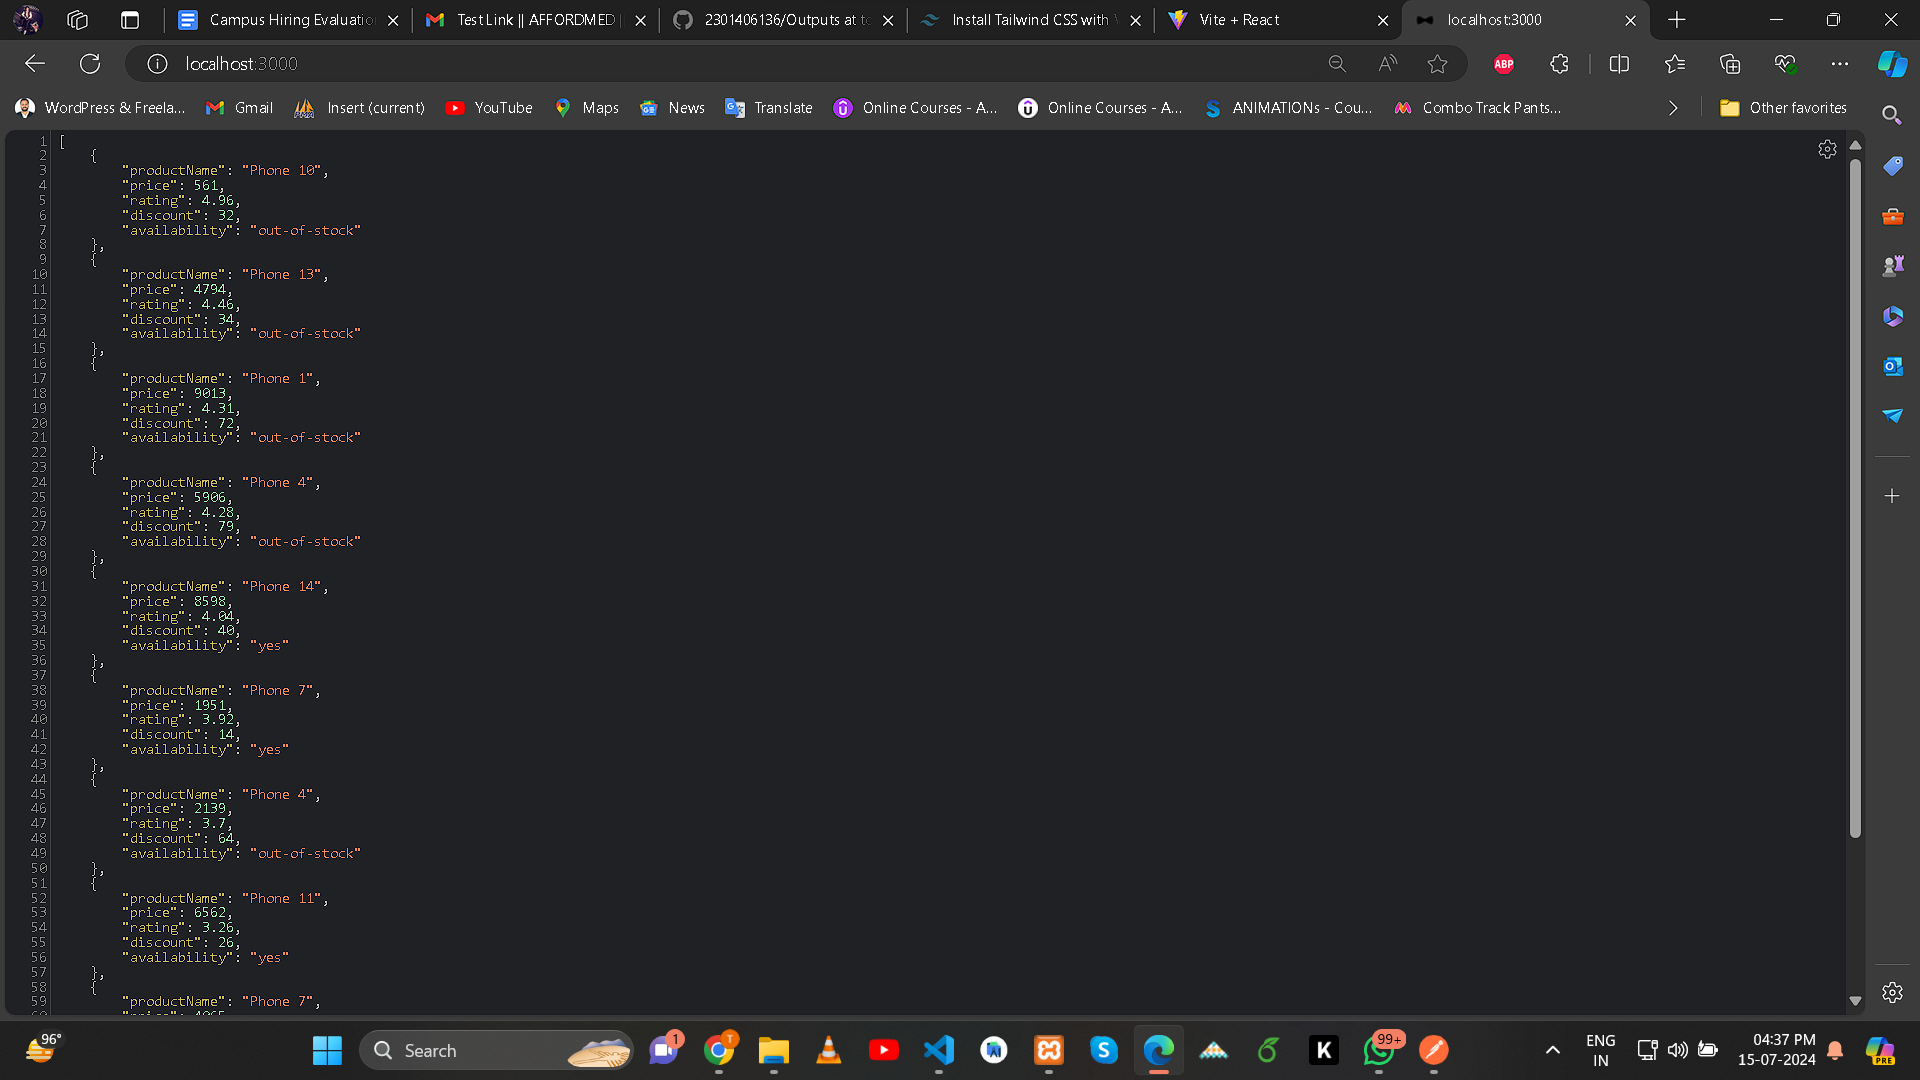 Campus Hiring Evaluatio
Test Link || AFFORDMED |
2301406136/Outputs at to
Install Tailwind CSS with V
Vite + React
localhost:3000
localhost:3000
ABP
WordPress & Freela...
Gmail
Insert (current)
YouTube
Maps
News
Translate
Online Courses - A...
Online Courses - A...
ANIMATIONs - Cou...
Combo Track Pants...
Other favorites
1 [
2 {
3 "productName": "Phone 10",
4 "price": 561,
5 "rating": 4.96,
6 "discount": 32,
7 "availability": "out-of-stock"
8 },
9 {
10 "productName": "Phone 13",
11 "price": 4794,
12 "rating": 4.46,
13 "discount": 34,
14 "availability": "out-of-stock"
15 },
16 {
17 "productName": "Phone 1",
18 "price": 9013,
19 "rating": 4.31,
20 "discount": 72,
21 "availability": "out-of-stock"
22 },
23 {
24 "productName": "Phone 4",
25 "price": 5906,
26 "rating": 4.28,
27 "discount": 79,
28 "availability": "out-of-stock"
29 },
30 {
31 "productName": "Phone 14",
32 "price": 8598,
33 "rating": 4.04,
34 "discount": 40,
35 "availability": "yes"
36 },
37 {
38 "productName": "Phone 7",
39 "price": 1951,
40 "rating": 3.92,
41 "discount": 14,
42 "availability": "yes"
43 },
44 {
45 "productName": "Phone 4",
46 "price": 2139,
47 "rating": 3.7,
48 "discount": 64,
49 "availability": "out-of-stock"
50 },
51 {
52 "productName": "Phone 11",
53 "price": 6562,
54 "rating": 3.26,
55 "discount": 26,
56 "availability": "yes"
57 },
58 {
59 "productName": "Phone 7",
96°
Search
1
T
K
99+
ENG
IN
04:37 PM
15-07-2024
PRE